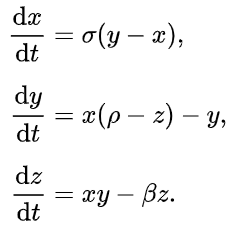 dx/dt = σ(y − x),
dy/dt = x(ρ − z) − y,
dz/dt = xy − βz.